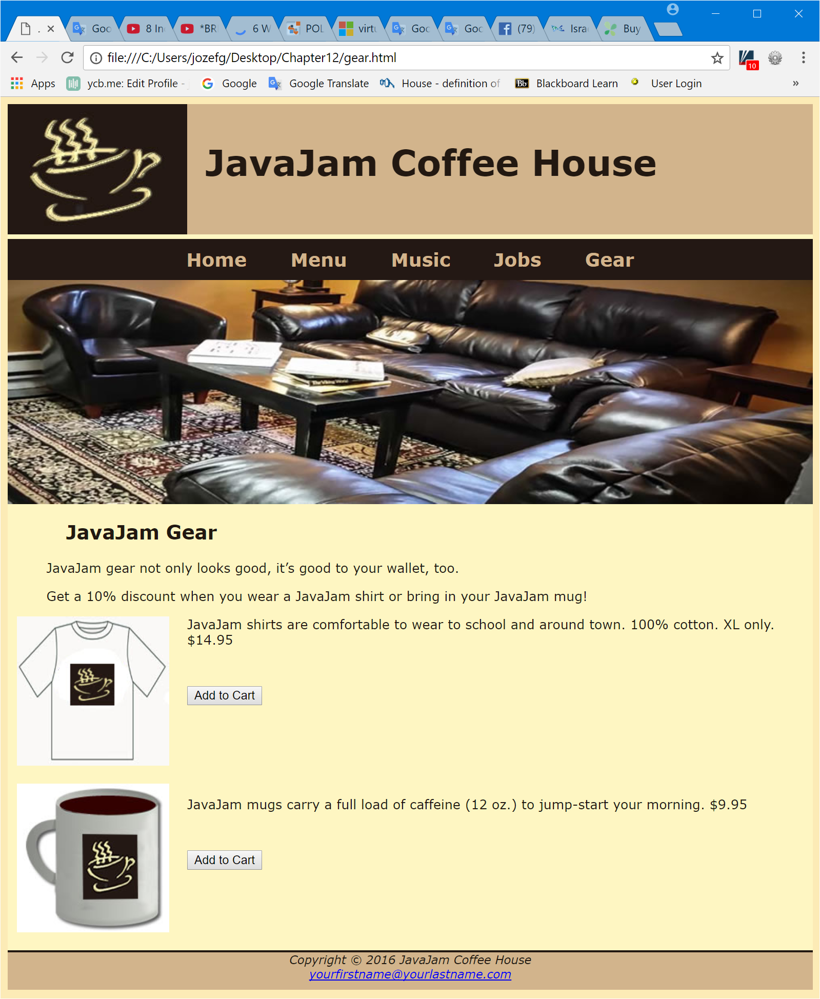 . Goo 8 In *BR 6 W POL virtu Goo Goo (79) Isra Buy
file:///C:/Users/jozefg/Desktop/Chapter12/gear.html
10
Apps ycb.me: Edit Profile - Google Google Translate House - definition of Bb Blackboard Learn User Login »
JavaJam Coffee House
Home Menu Music Jobs Gear
The Viking World
JavaJam Gear
JavaJam gear not only looks good, it’s good to your wallet, too.
Get a 10% discount when you wear a JavaJam shirt or bring in your JavaJam mug!
JavaJam shirts are comfortable to wear to school and around town. 100% cotton. XL only.
$14.95
Add to Cart
JavaJam mugs carry a full load of caffeine (12 oz.) to jump-start your morning. $9.95
Add to Cart
Copyright © 2016 JavaJam Coffee House
yourfirstname@yourlastname.com